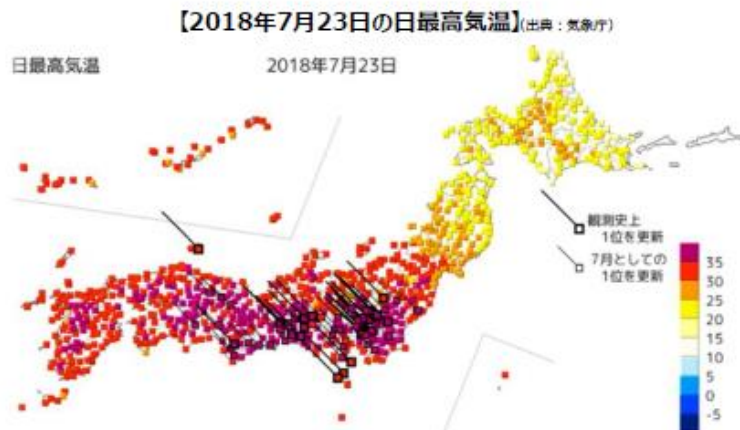 【2018年7月23日の日最高気温】(出典：気象庁)
日最高気温
2018年7月23日
観測史上
1位を更新
7月としての
1位を更新
35
30
25
20
15
10
5
0
-5